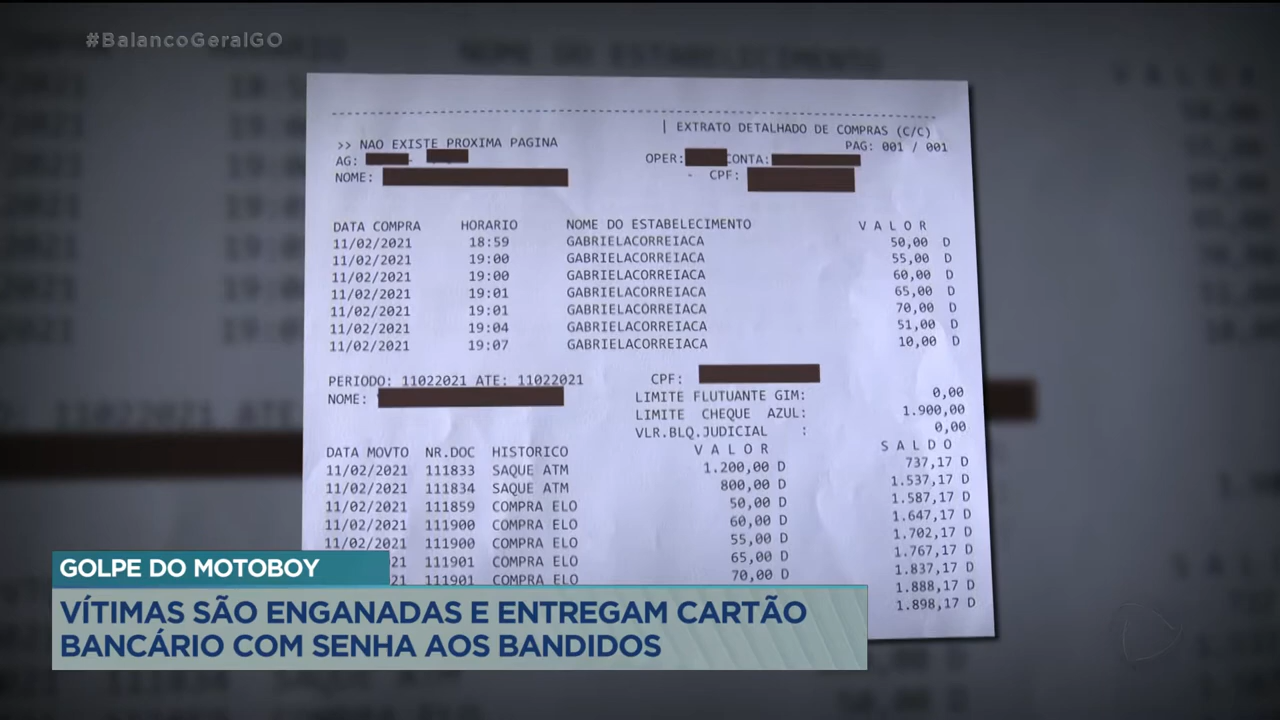 #BalancoGeralGO
| EXTRATO DETALHADO DE COMPRAS (C/C)
>> NAO EXISTE PROXIMA PAGINA PAG: 001 / 001
AG: - OPER: CONTA:
NOME: - CPF:
DATA COMPRA HORARIO NOME DO ESTABELECIMENTO V A L O R
11/02/2021 18:59 GABRIELACORREIACA 50,00 D
11/02/2021 19:00 GABRIELACORREIACA 55,00 D
11/02/2021 19:00 GABRIELACORREIACA 60,00 D
11/02/2021 19:01 GABRIELACORREIACA 65,00 D
11/02/2021 19:01 GABRIELACORREIACA 70,00 D
11/02/2021 19:04 GABRIELACORREIACA 51,00 D
11/02/2021 19:07 GABRIELACORREIACA 10,00 D
PERIODO: 11022021 ATE: 11022021 CPF:
NOME: LIMITE FLUTUANTE GIM: 0,00
LIMITE CHEQUE AZUL: 1.900,00
VLR.BLQ.JUDICIAL : 0,00
DATA MOVTO NR.DOC HISTORICO V A L O R S A L D O
11/02/2021 111833 SAQUE ATM 1.200,00 D 737,17 D
11/02/2021 111834 SAQUE ATM 800,00 D 1.537,17 D
11/02/2021 111859 COMPRA ELO 50,00 D 1.587,17 D
11/02/2021 111900 COMPRA ELO 60,00 D 1.647,17 D
11/02/2021 111900 COMPRA ELO 55,00 D 1.702,17 D
111901 COMPRA ELO 65,00 D 1.767,17 D
111901 COMPRA ELO 70,00 D 1.837,17 D
1.888,17 D
1.898,17 D
GOLPE DO MOTOBOY
VÍTIMAS SÃO ENGANADAS E ENTREGAM CARTÃO
BANCÁRIO COM SENHA AOS BANDIDOS